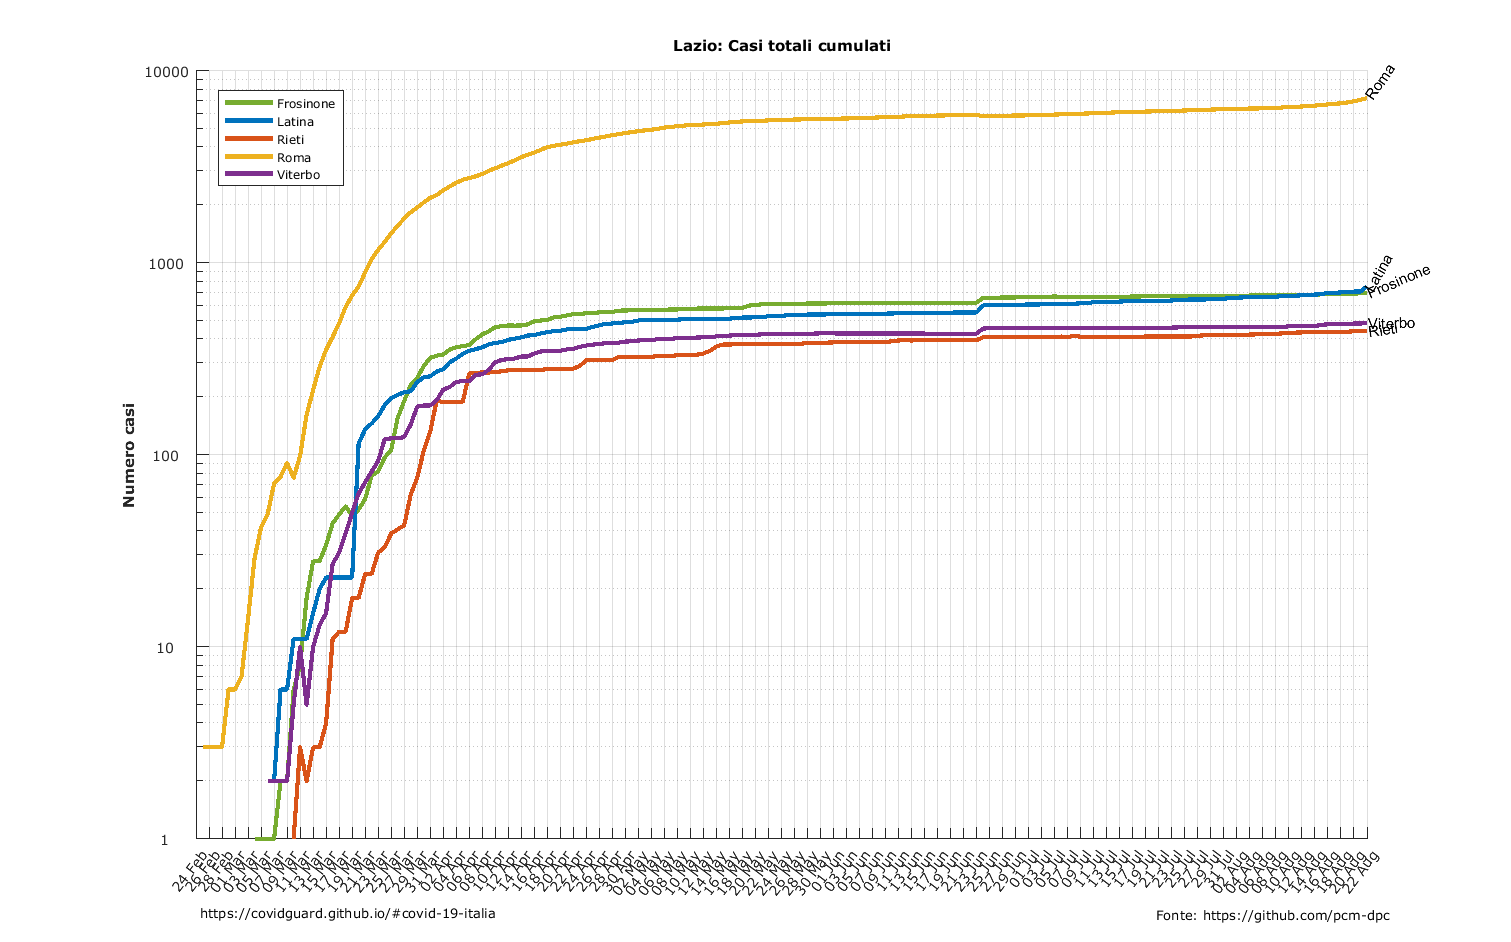 Lazio: Casi totali cumulati
10000
1000
100
10
1
Numero casi
Frosinone
Latina
Rieti
Roma
Viterbo
Roma
Latina
Frosinone
Viterbo
Rieti
24 Feb
26 Feb
28 Feb
01 Mar
03 Mar
05 Mar
07 Mar
09 Mar
11 Mar
13 Mar
15 Mar
17 Mar
19 Mar
21 Mar
23 Mar
25 Mar
27 Mar
29 Mar
31 Mar
02 Apr
04 Apr
06 Apr
08 Apr
10 Apr
12 Apr
14 Apr
16 Apr
18 Apr
20 Apr
22 Apr
24 Apr
26 Apr
28 Apr
30 Apr
02 May
04 May
06 May
08 May
10 May
12 May
14 May
16 May
18 May
20 May
22 May
24 May
26 May
28 May
30 May
01 Jun
03 Jun
05 Jun
07 Jun
09 Jun
11 Jun
13 Jun
15 Jun
17 Jun
19 Jun
21 Jun
23 Jun
25 Jun
27 Jun
29 Jun
01 Jul
03 Jul
05 Jul
07 Jul
09 Jul
11 Jul
13 Jul
15 Jul
17 Jul
19 Jul
21 Jul
23 Jul
25 Jul
27 Jul
29 Jul
31 Jul
02 Aug
04 Aug
06 Aug
08 Aug
10 Aug
12 Aug
14 Aug
16 Aug
18 Aug
20 Aug
22 Aug
https://covidguard.github.io/#covid-19-italia
Fonte: https://github.com/pcm-dpc